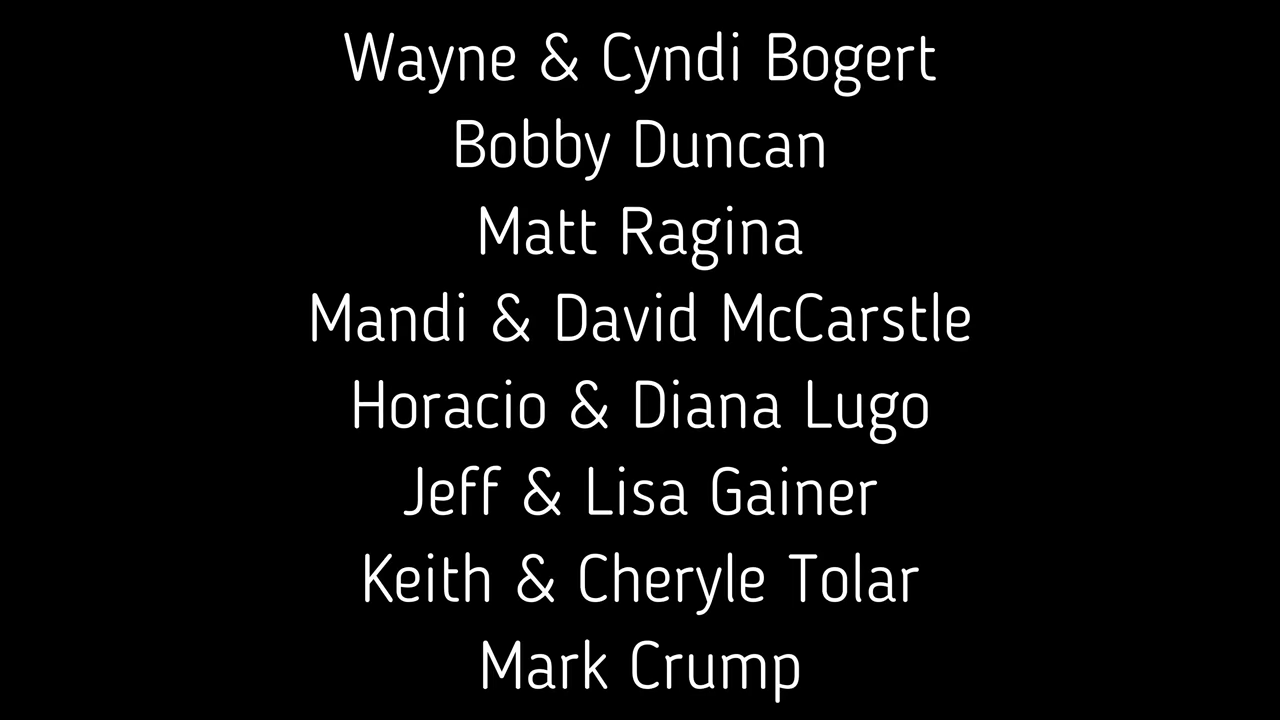 Wayne & Cyndi Bogert
Bobby Duncan
Matt Ragina
Mandi & David McCarstle
Horacio & Diana Lugo
Jeff & Lisa Gainer
Keith & Cheryle Tolar
Mark Crump